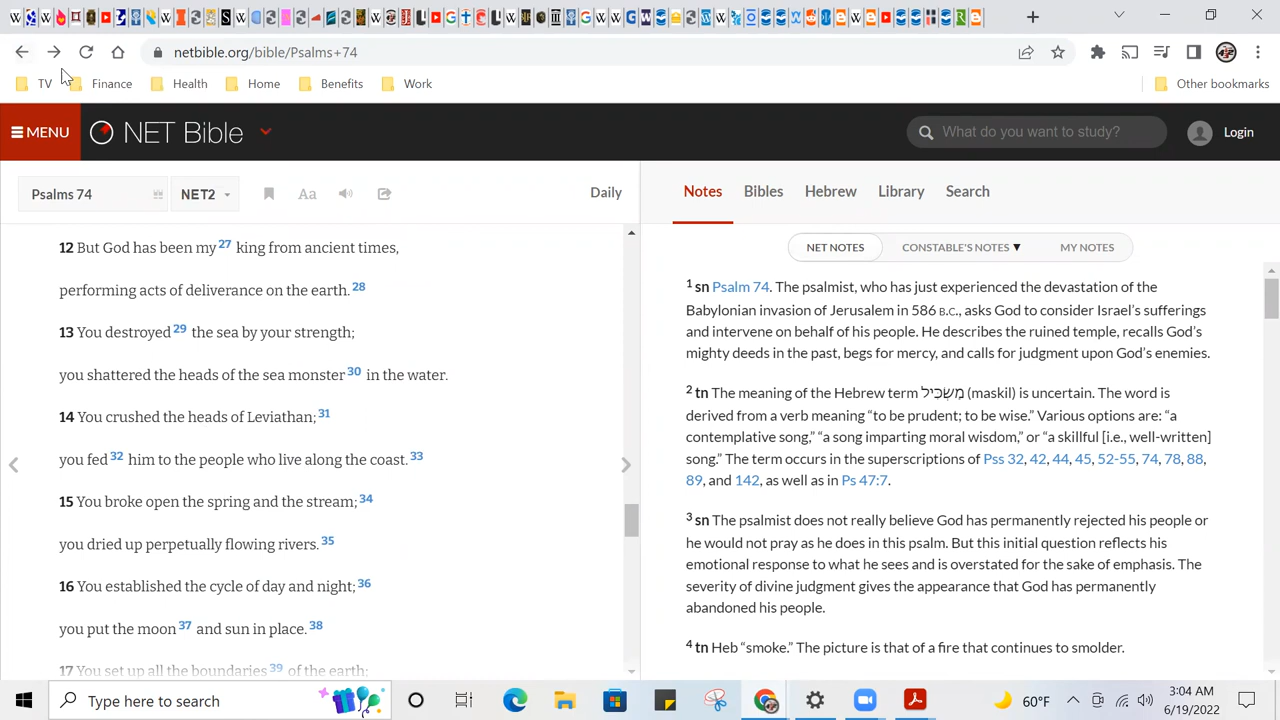 netbible.org/bible/Psalms+74
TV Finance Health Home Benefits Work Other bookmarks
MENU NET Bible What do you want to study? Login
Psalms 74 NET2 Aa Daily
12 But God has been my 27 king from ancient times,
performing acts of deliverance on the earth. 28
13 You destroyed 29 the sea by your strength;
you shattered the heads of the sea monster 30 in the water.
14 You crushed the heads of Leviathan; 31
you fed 32 him to the people who live along the coast. 33
15 You broke open the spring and the stream; 34
you dried up perpetually flowing rivers. 35
16 You established the cycle of day and night; 36
you put the moon 37 and sun in place. 38
17 You set up all the boundaries 39 of the earth;
Notes Bibles Hebrew Library Search
NET NOTES CONSTABLE'S NOTES ▼ MY NOTES
1 sn Psalm 74. The psalmist, who has just experienced the devastation of the
Babylonian invasion of Jerusalem in 586 B.C., asks God to consider Israel's sufferings
and intervene on behalf of his people. He describes the ruined temple, recalls God's
mighty deeds in the past, begs for mercy, and calls for judgment upon God's enemies.
2 tn The meaning of the Hebrew term מַשְׂכִּיל (maskil) is uncertain. The word is
derived from a verb meaning "to be prudent; to be wise." Various options are: "a
contemplative song," "a song imparting moral wisdom," or "a skillful [i.e., well-written]
song." The term occurs in the superscriptions of Pss 32, 42, 44, 45, 52-55, 74, 78, 88,
89, and 142, as well as in Ps 47:7.
3 sn The psalmist does not really believe God has permanently rejected his people or
he would not pray as he does in this psalm. But this initial question reflects his
emotional response to what he sees and is overstated for the sake of emphasis. The
severity of divine judgment gives the appearance that God has permanently
abandoned his people.
4 tn Heb "smoke." The picture is that of a fire that continues to smolder.
Type here to search
60°F
3:04 AM
6/19/2022